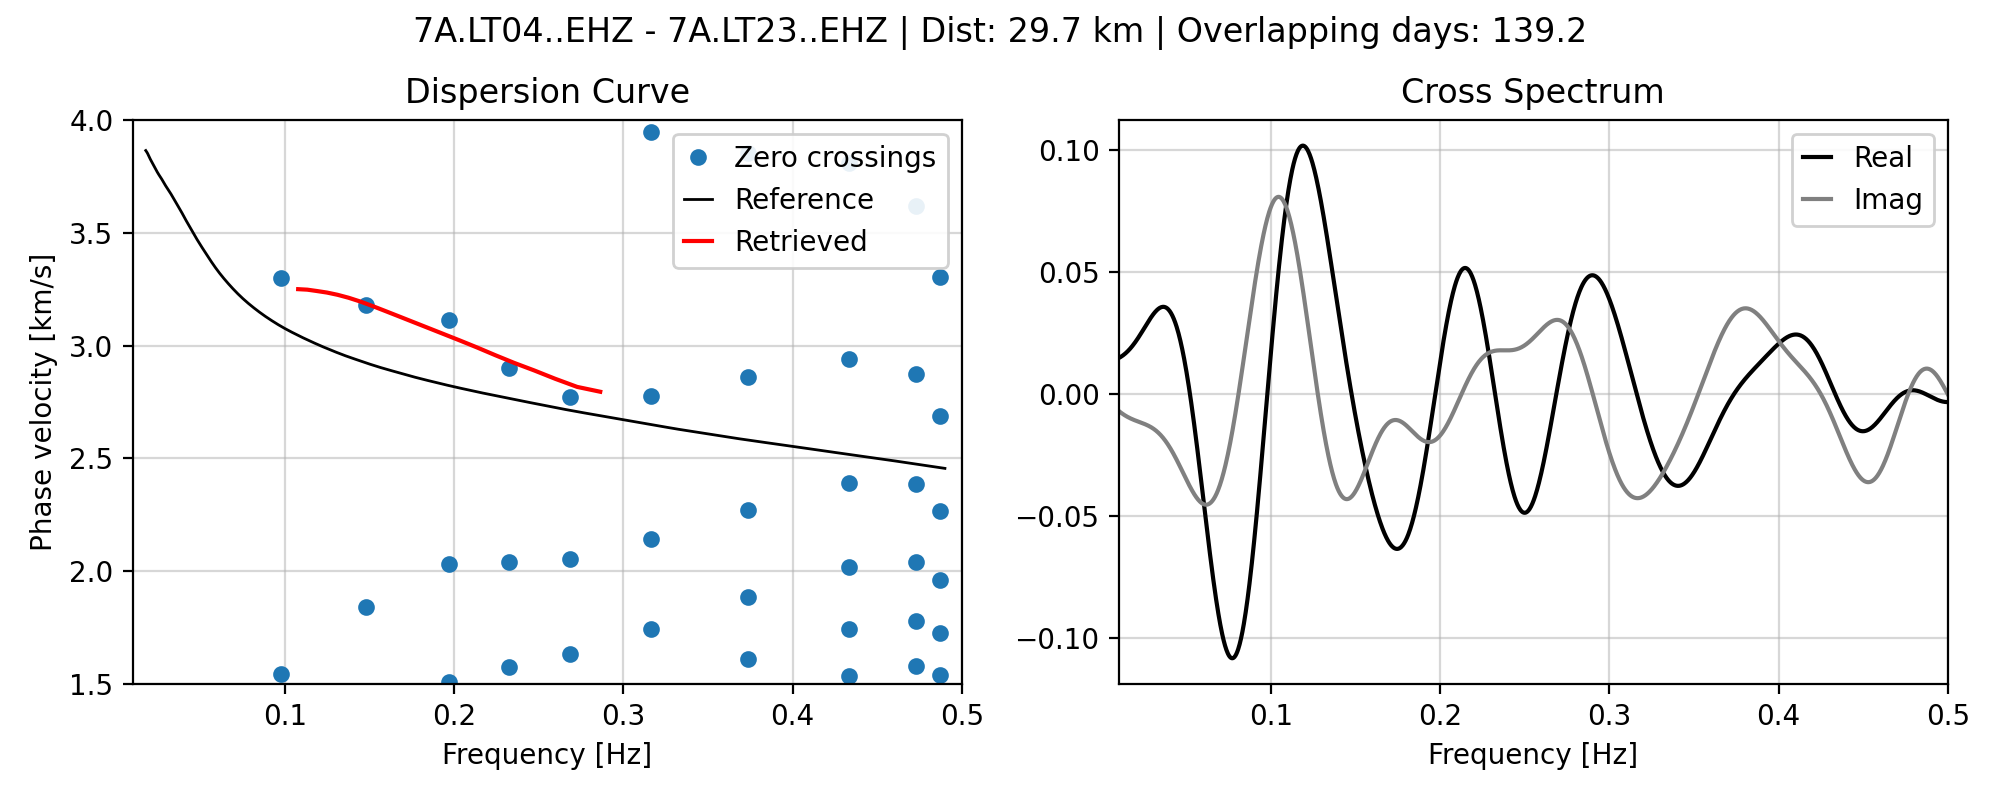 7A.LT04..EHZ - 7A.LT23..EHZ | Dist: 29.7 km | Overlapping days: 139.2
Dispersion Curve
4.0
3.5
3.0
2.5
2.0
1.5
Phase velocity [km/s]
0.1 0.2 0.3 0.4 0.5
Frequency [Hz]
Zero crossings
Reference
Retrieved
Cross Spectrum
0.10
0.05
0.00
−0.05
−0.10
0.1 0.2 0.3 0.4 0.5
Frequency [Hz]
Real
Imag